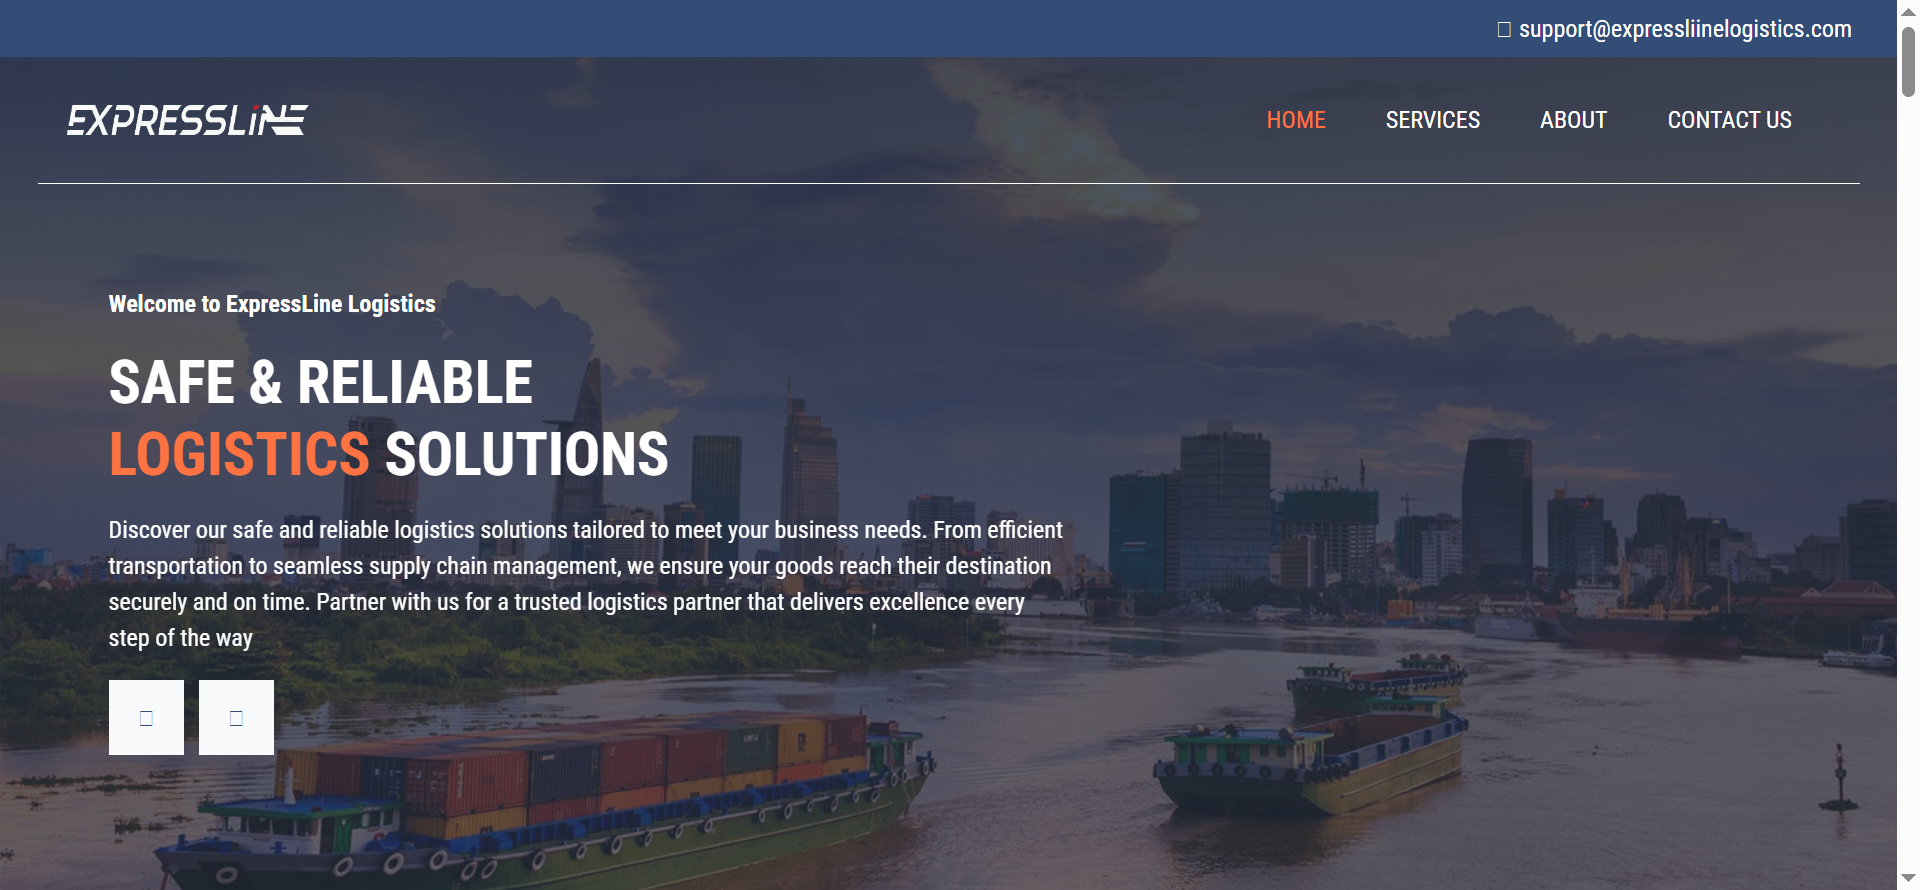 support@expressliinelogistics.com
EXPRESSLiNE
HOME SERVICES ABOUT CONTACT US
Welcome to ExpressLine Logistics
SAFE & RELIABLE
LOGISTICS SOLUTIONS
Discover our safe and reliable logistics solutions tailored to meet your business needs. From efficient
transportation to seamless supply chain management, we ensure your goods reach their destination
securely and on time. Partner with us for a trusted logistics partner that delivers excellence every
step of the way